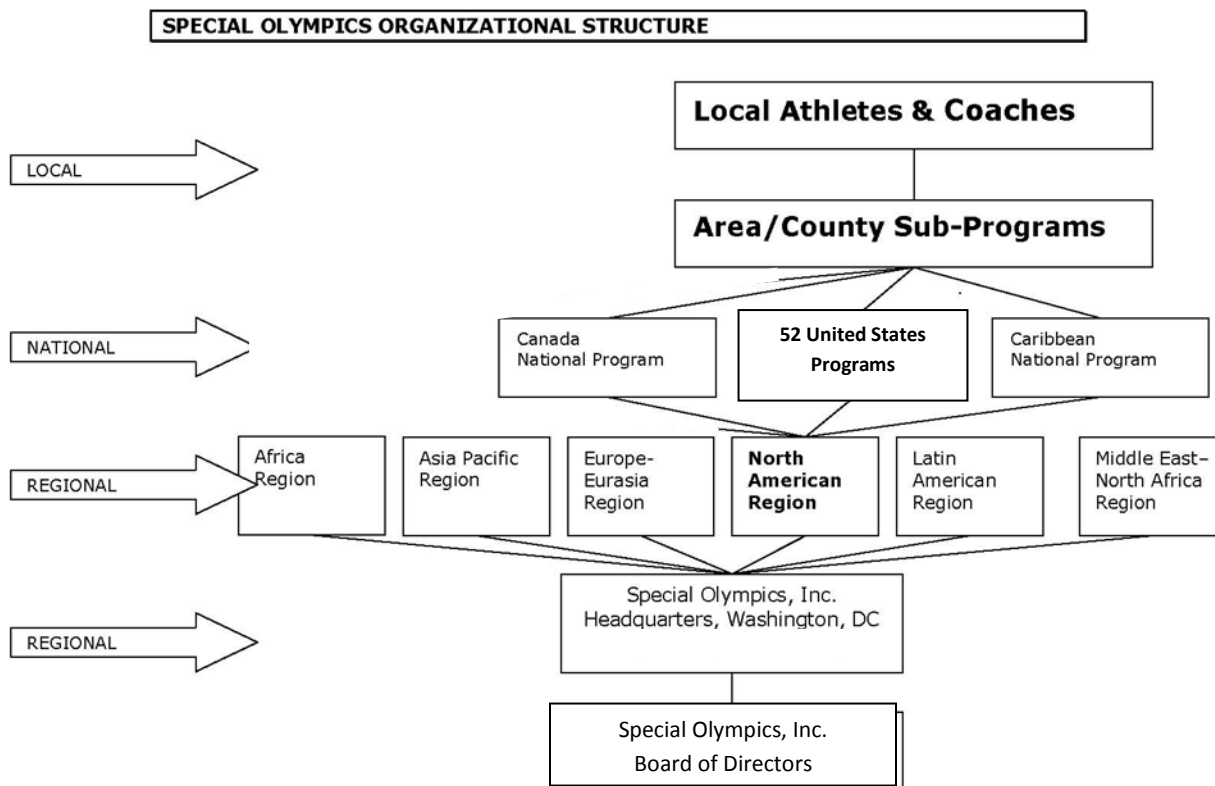 SPECIAL OLYMPICS ORGANIZATIONAL STRUCTURE
Local Athletes & Coaches
LOCAL
Area/County Sub-Programs
NATIONAL
Canada
National Program
52 United States
Programs
Caribbean
National Program
REGIONAL
Africa
Region
Asia Pacific
Region
Europe-
Eurasia
Region
North
American
Region
Latin
American
Region
Middle East–
North Africa
Region
REGIONAL
Special Olympics, Inc.
Headquarters, Washington, DC
Special Olympics, Inc.
Board of Directors